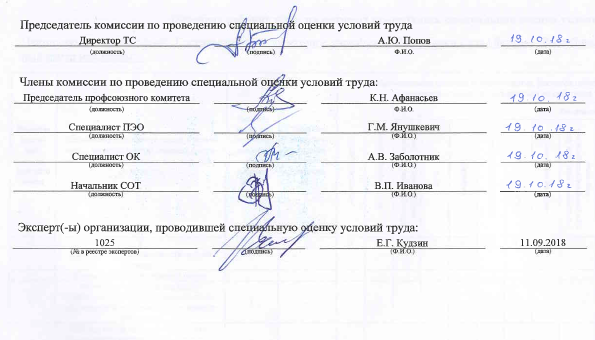 Председатель комиссии по проведению специальной оценки условий труда
Директор ТС А.Ю. Попов 19.10.18г
(должность) (подпись) Ф.И.О. (дата)
Члены комиссии по проведению специальной оценки условий труда:
Председатель профсоюзного комитета К.Н. Афанасьев 19.10.18г
(должность) (подпись) Ф.И.О. (дата)
Специалист ПЭО Г.М. Янушкевич 19.10.18г
(должность) (подпись) (Ф.И.О.) (дата)
Специалист ОК А.В. Заболотник 19.10.18г
(должность) (подпись) (Ф.И.О.) (дата)
Начальник СОТ В.П. Иванова 19.10.18г
(должность) (подпись) (Ф.И.О.) (дата)
Эксперт(-ы) организации, проводившей специальную оценку условий труда:
1025 Е.Г. Кудзин 11.09.2018
(№ в реестре экспертов) (подпись) (Ф.И.О.) (дата)